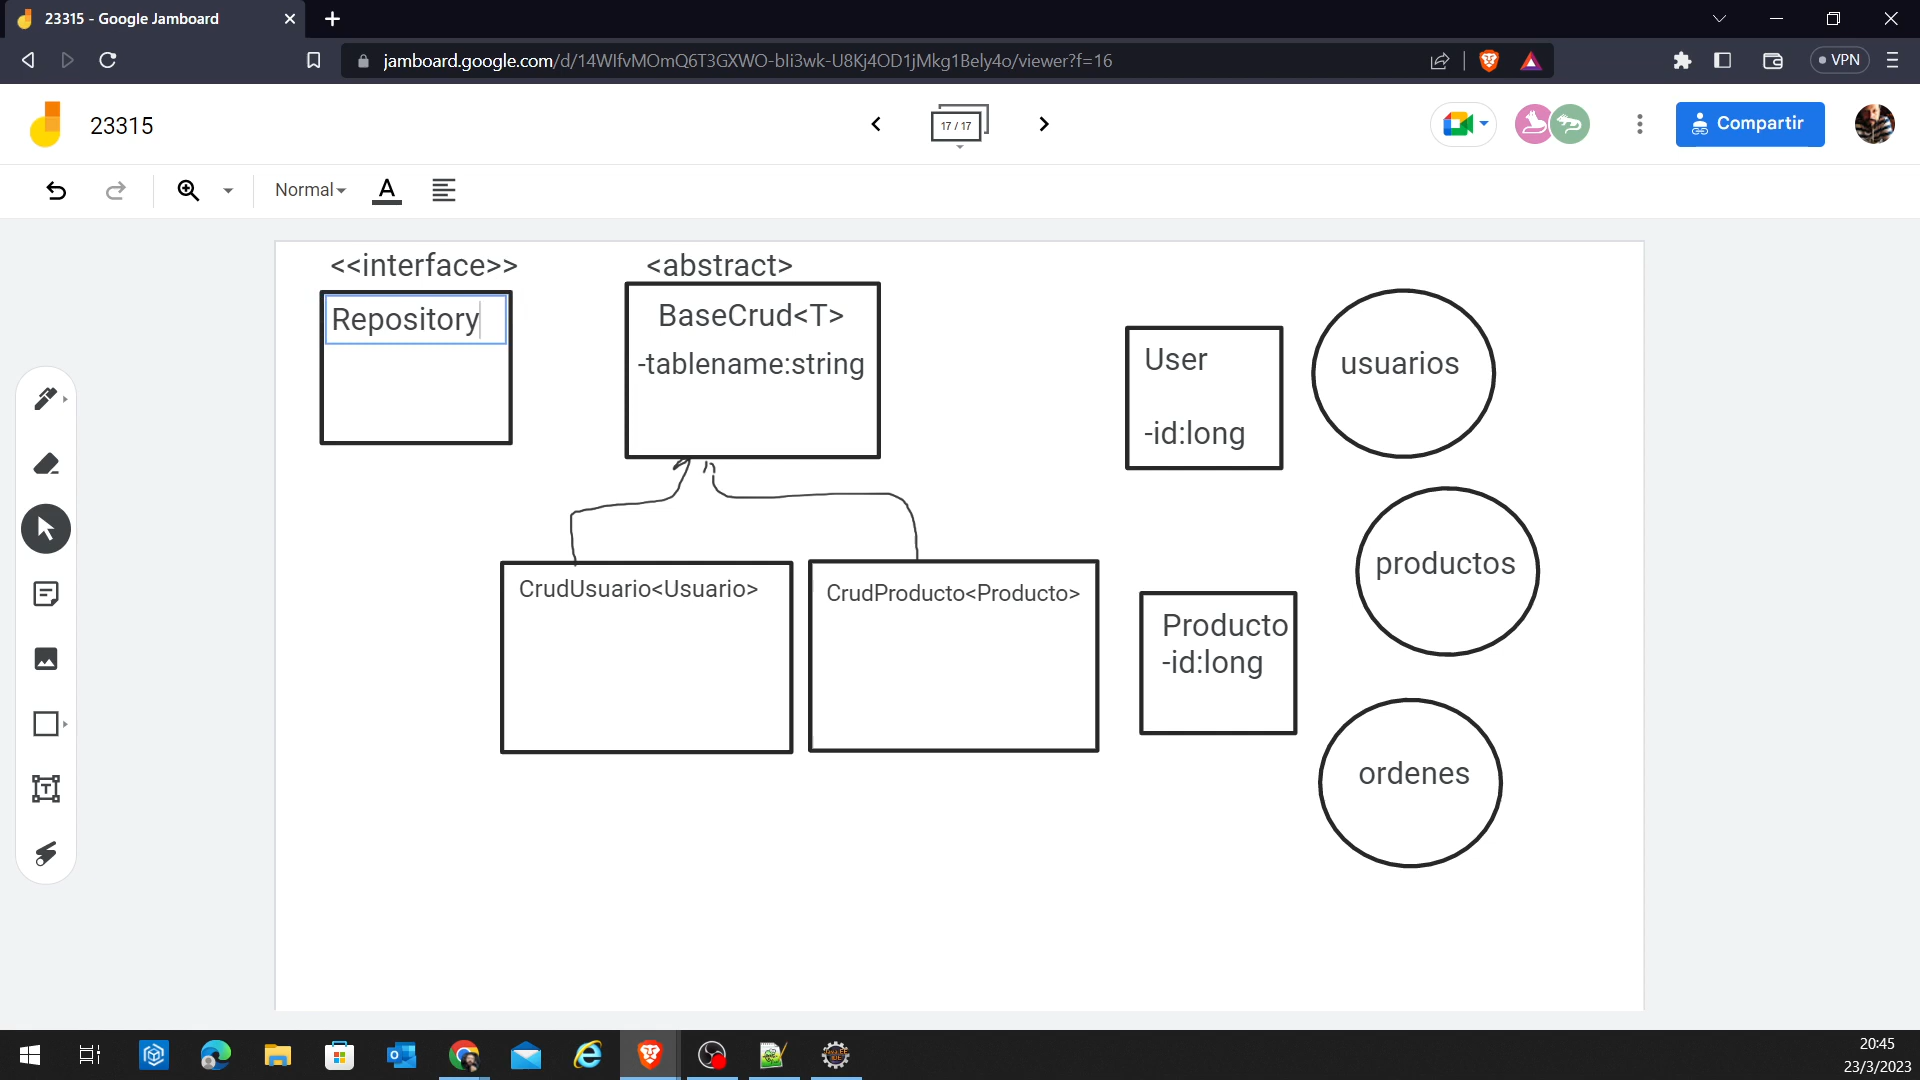 23315 - Google Jamboard
jamboard.google.com/d/14WlfvMOmQ6T3GXWO-bli3wk-U8Kj4OD1jMkg1Bely4o/viewer?f=16
VPN
23315
17 / 17
Compartir
Normal
A
<<interface>>
<abstract>
Repository
BaseCrud<T>
-tablename:string
User
-id:long
usuarios
productos
CrudUsuario<Usuario>
CrudProducto<Producto>
Producto
-id:long
ordenes
20:45
23/3/2023